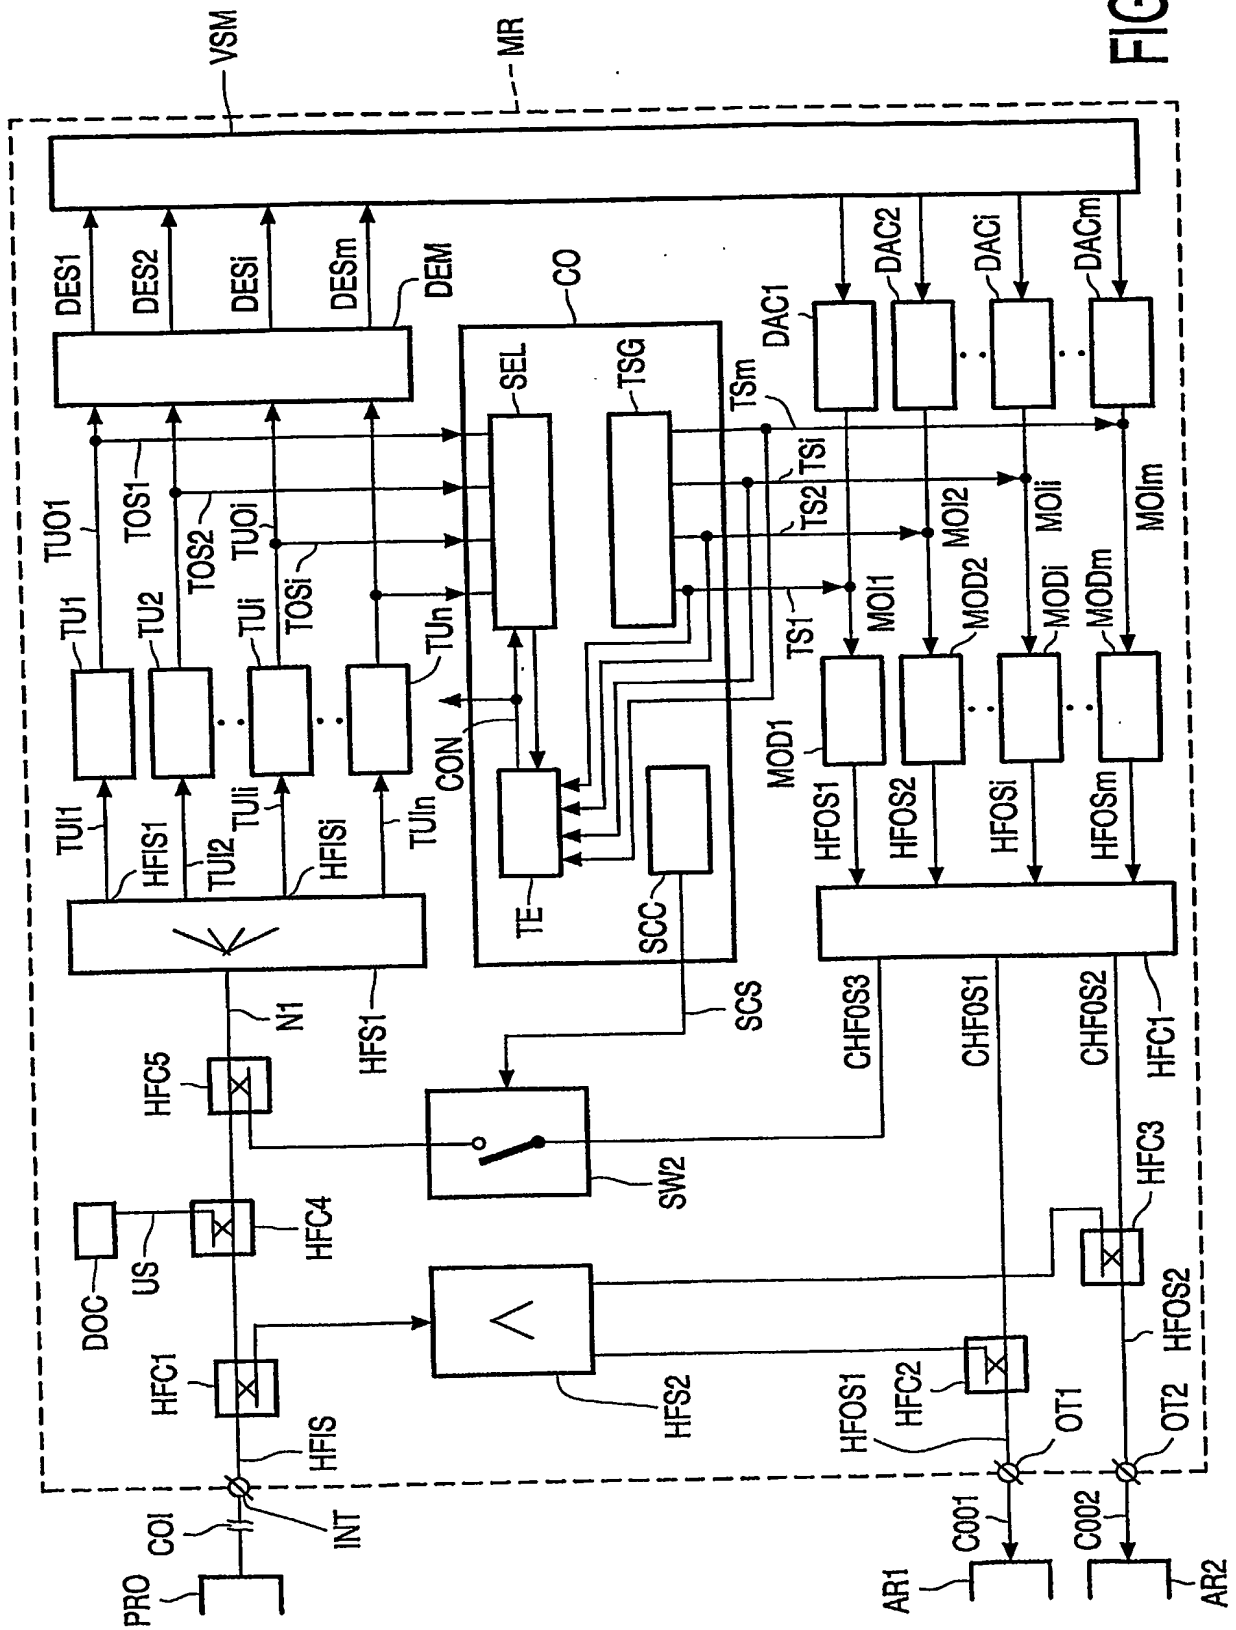 FIG
MR
VSM
DES1
DES2
DESi
DESm
DEM
CO
DAC1
DAC2
DACi
DACm
SEL
TSG
TSm
TSi
TS2
TS1
TUO1
TOS1
TOS2
TUOi
TOSi
MOI1
MOI2
MOIi
MOIm
TU1
TU2
TUi
TUn
CON
MOD1
MOD2
MODi
MODm
TUI1
HFIS1
TUI2
TUIi
HFISi
TUIn
TE
SCC
HFOS1
HFOS2
HFOSi
HFOSm
N1
HFS1
SCS
CHFOS3
CHFOS1
CHFOS2
HFC1
HFC5
SW2
HFC3
DOC
US
HFC4
HFC1
HFS2
HFIS
HFOS1
HFC2
HFOS2
OT1
OT2
COI
INT
PRO
COO1
COO2
AR1
AR2